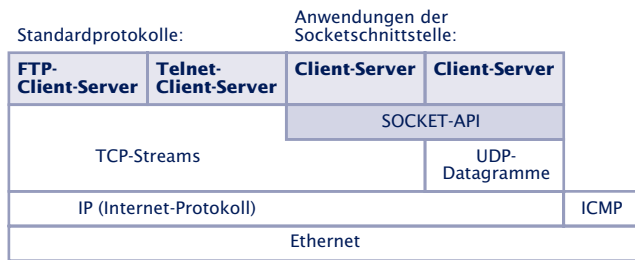 Standardprotokolle:
Anwendungen der
Socketschnittstelle:
FTP-
Client-Server
Telnet-
Client-Server
Client-Server
Client-Server
SOCKET-API
TCP-Streams
UDP-
Datagramme
IP (Internet-Protokoll)
ICMP
Ethernet